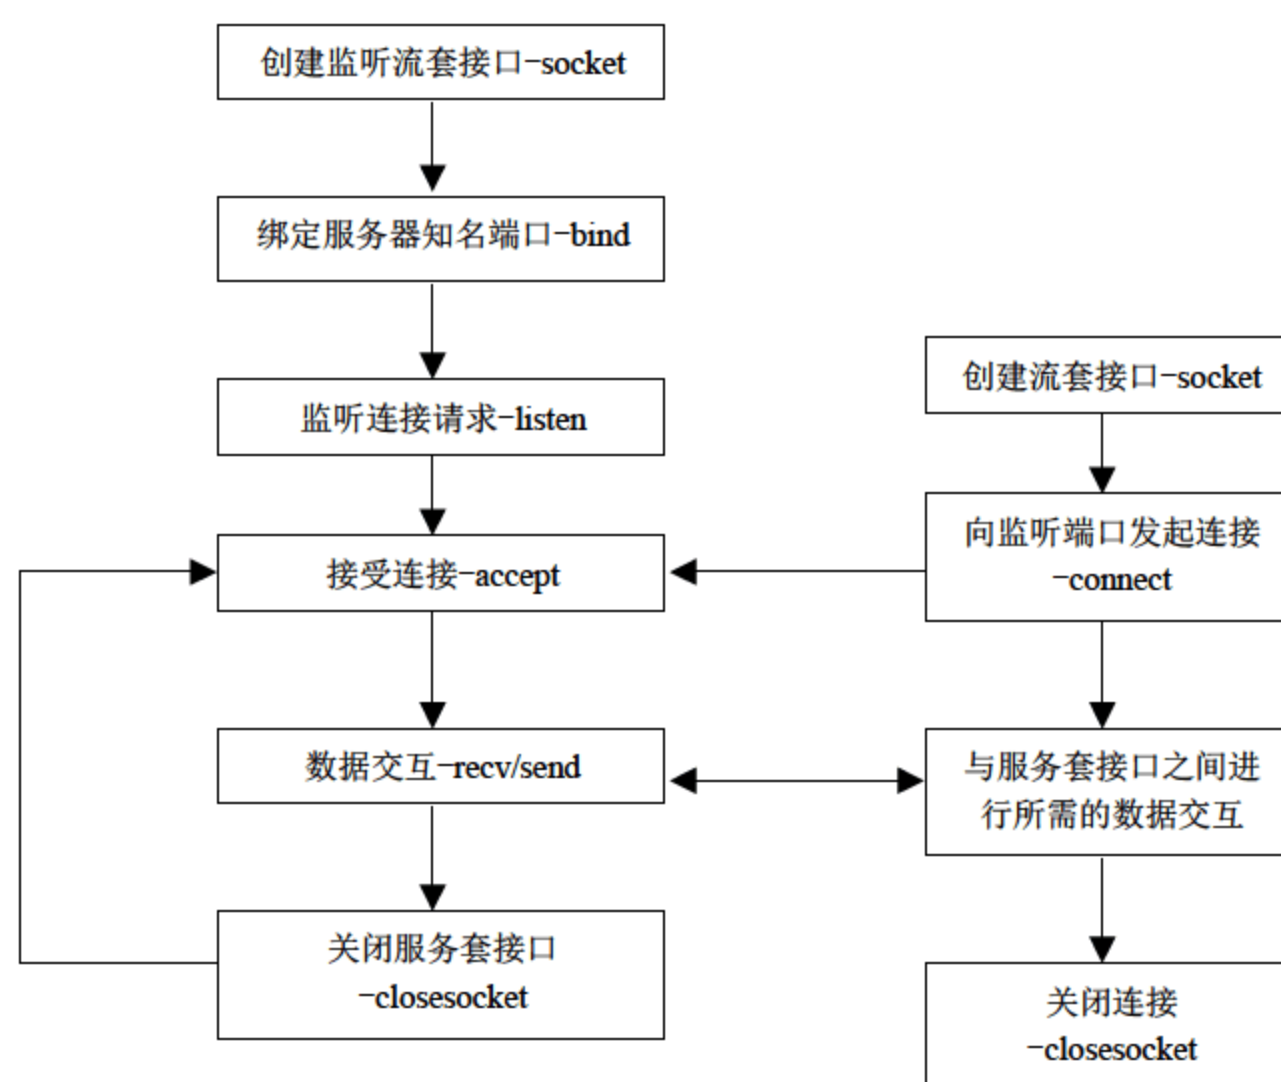 创建监听流套接口-socket
绑定服务器知名端口-bind
监听连接请求-listen
接受连接-accept
数据交互-recv/send
关闭服务套接口
-closesocket
创建流套接口-socket
向监听端口发起连接
-connect
与服务套接口之间进
行所需的数据交互
关闭连接
-closesocket